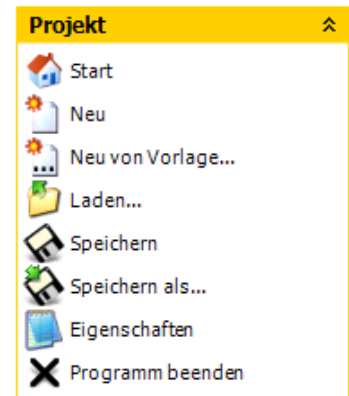 Projekt
Start
Neu
Neu von Vorlage...
Laden...
Speichern
Speichern als...
Eigenschaften
Programm beenden